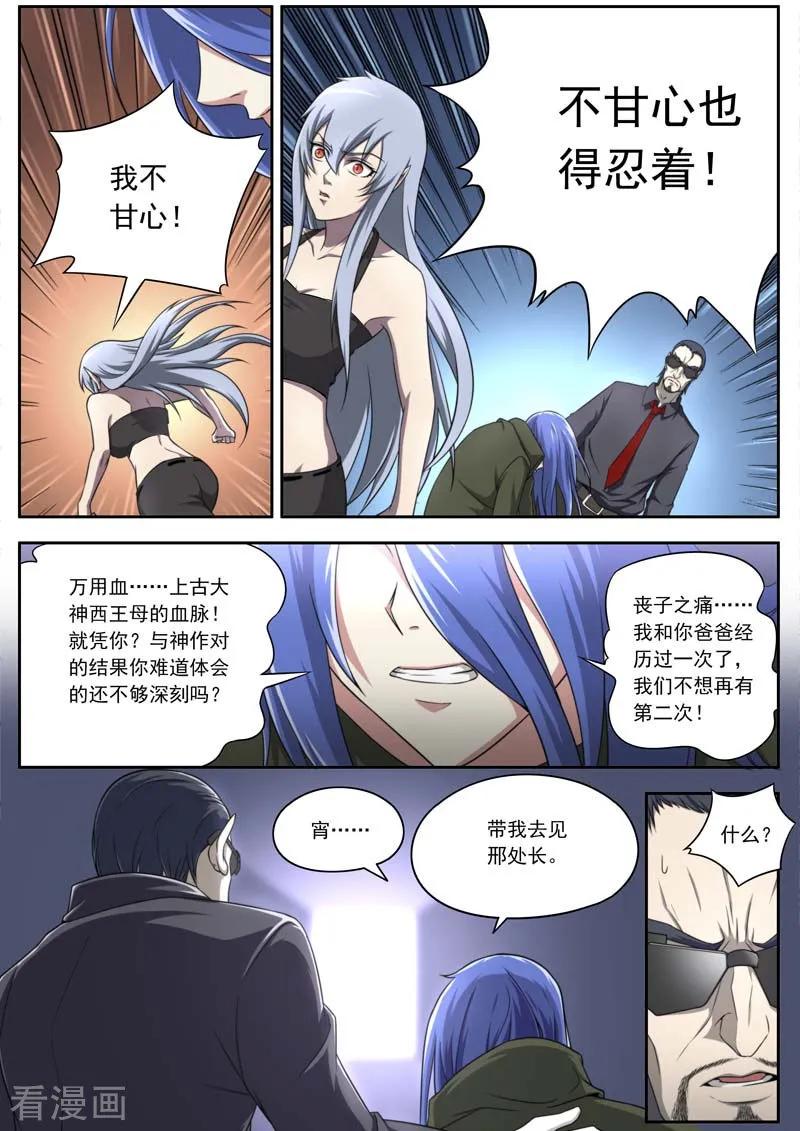 我不
甘心！
不甘心也
得忍着！
万用血……上古大
神西王母的血脉！
就凭你？与神作对
的结果你难道体会
的还不够深刻吗？
丧子之痛……
我和你爸爸经
历过一次了，
我们不想再有
第二次！
宵……
带我去见
邢处长。
什么？
看漫画